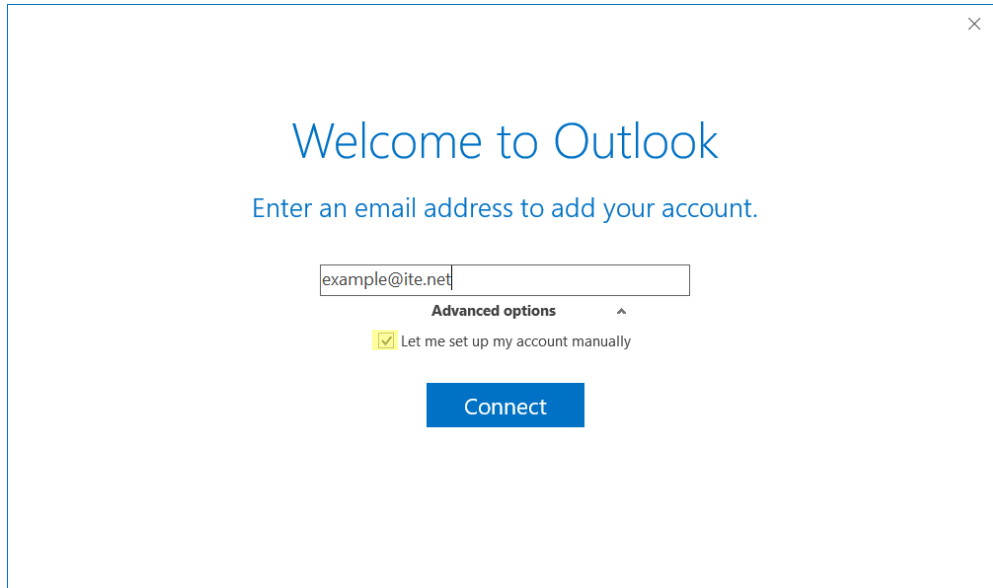 Welcome to Outlook
Enter an email address to add your account.
example@ite.net
Advanced options
Let me set up my account manually
Connect